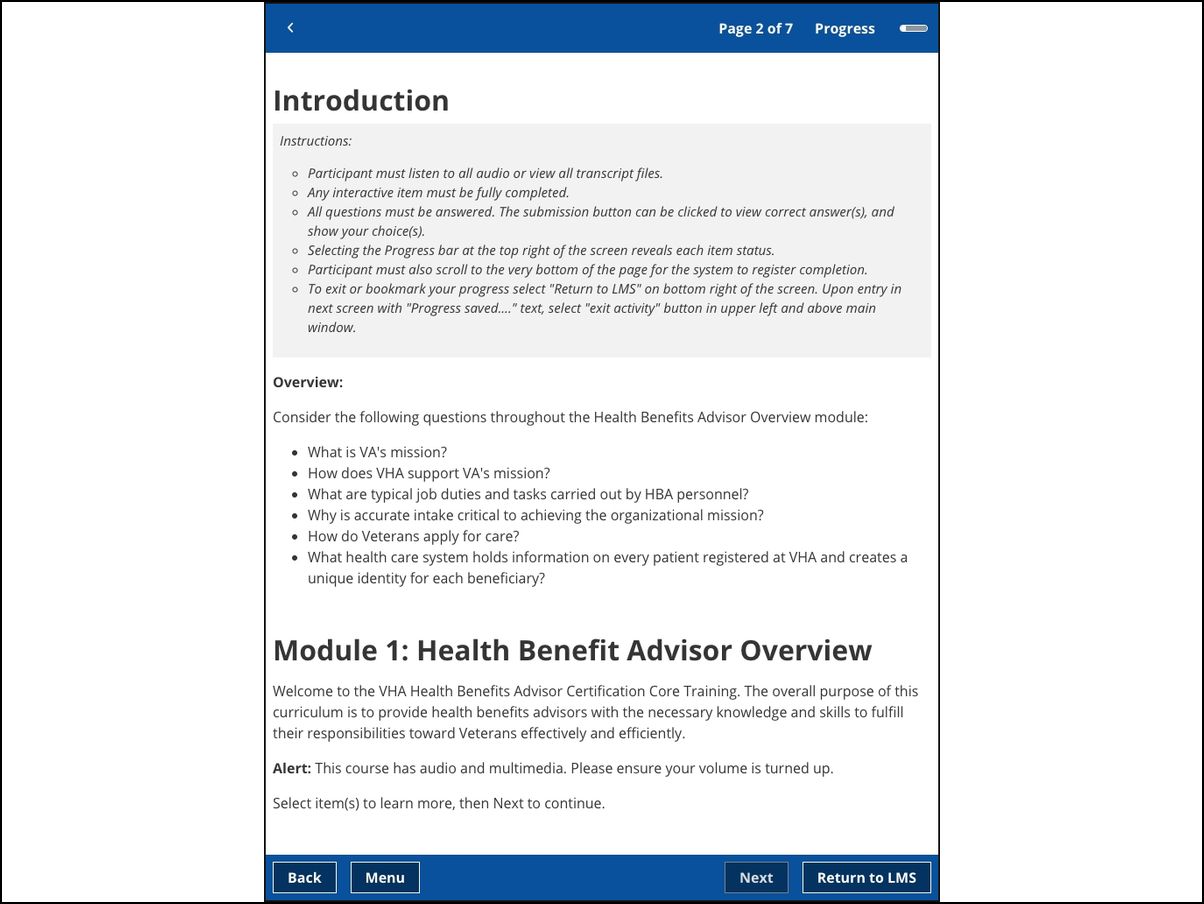 Page 2 of 7 Progress
Introduction
Instructions:
Participant must listen to all audio or view all transcript files.
Any interactive item must be fully completed.
All questions must be answered. The submission button can be clicked to view correct answer(s), and
show your choice(s).
Selecting the Progress bar at the top right of the screen reveals each item status.
Participant must also scroll to the very bottom of the page for the system to register completion.
To exit or bookmark your progress select "Return to LMS" on bottom right of the screen. Upon entry in
next screen with "Progress saved...." text, select "exit activity" button in upper left and above main
window.
Overview:
Consider the following questions throughout the Health Benefits Advisor Overview module:
What is VA's mission?
How does VHA support VA's mission?
What are typical job duties and tasks carried out by HBA personnel?
Why is accurate intake critical to achieving the organizational mission?
How do Veterans apply for care?
What health care system holds information on every patient registered at VHA and creates a
unique identity for each beneficiary?
Module 1: Health Benefit Advisor Overview
Welcome to the VHA Health Benefits Advisor Certification Core Training. The overall purpose of this
curriculum is to provide health benefits advisors with the necessary knowledge and skills to fulfill
their responsibilities toward Veterans effectively and efficiently.
Alert: This course has audio and multimedia. Please ensure your volume is turned up.
Select item(s) to learn more, then Next to continue.
Back Menu Next Return to LMS